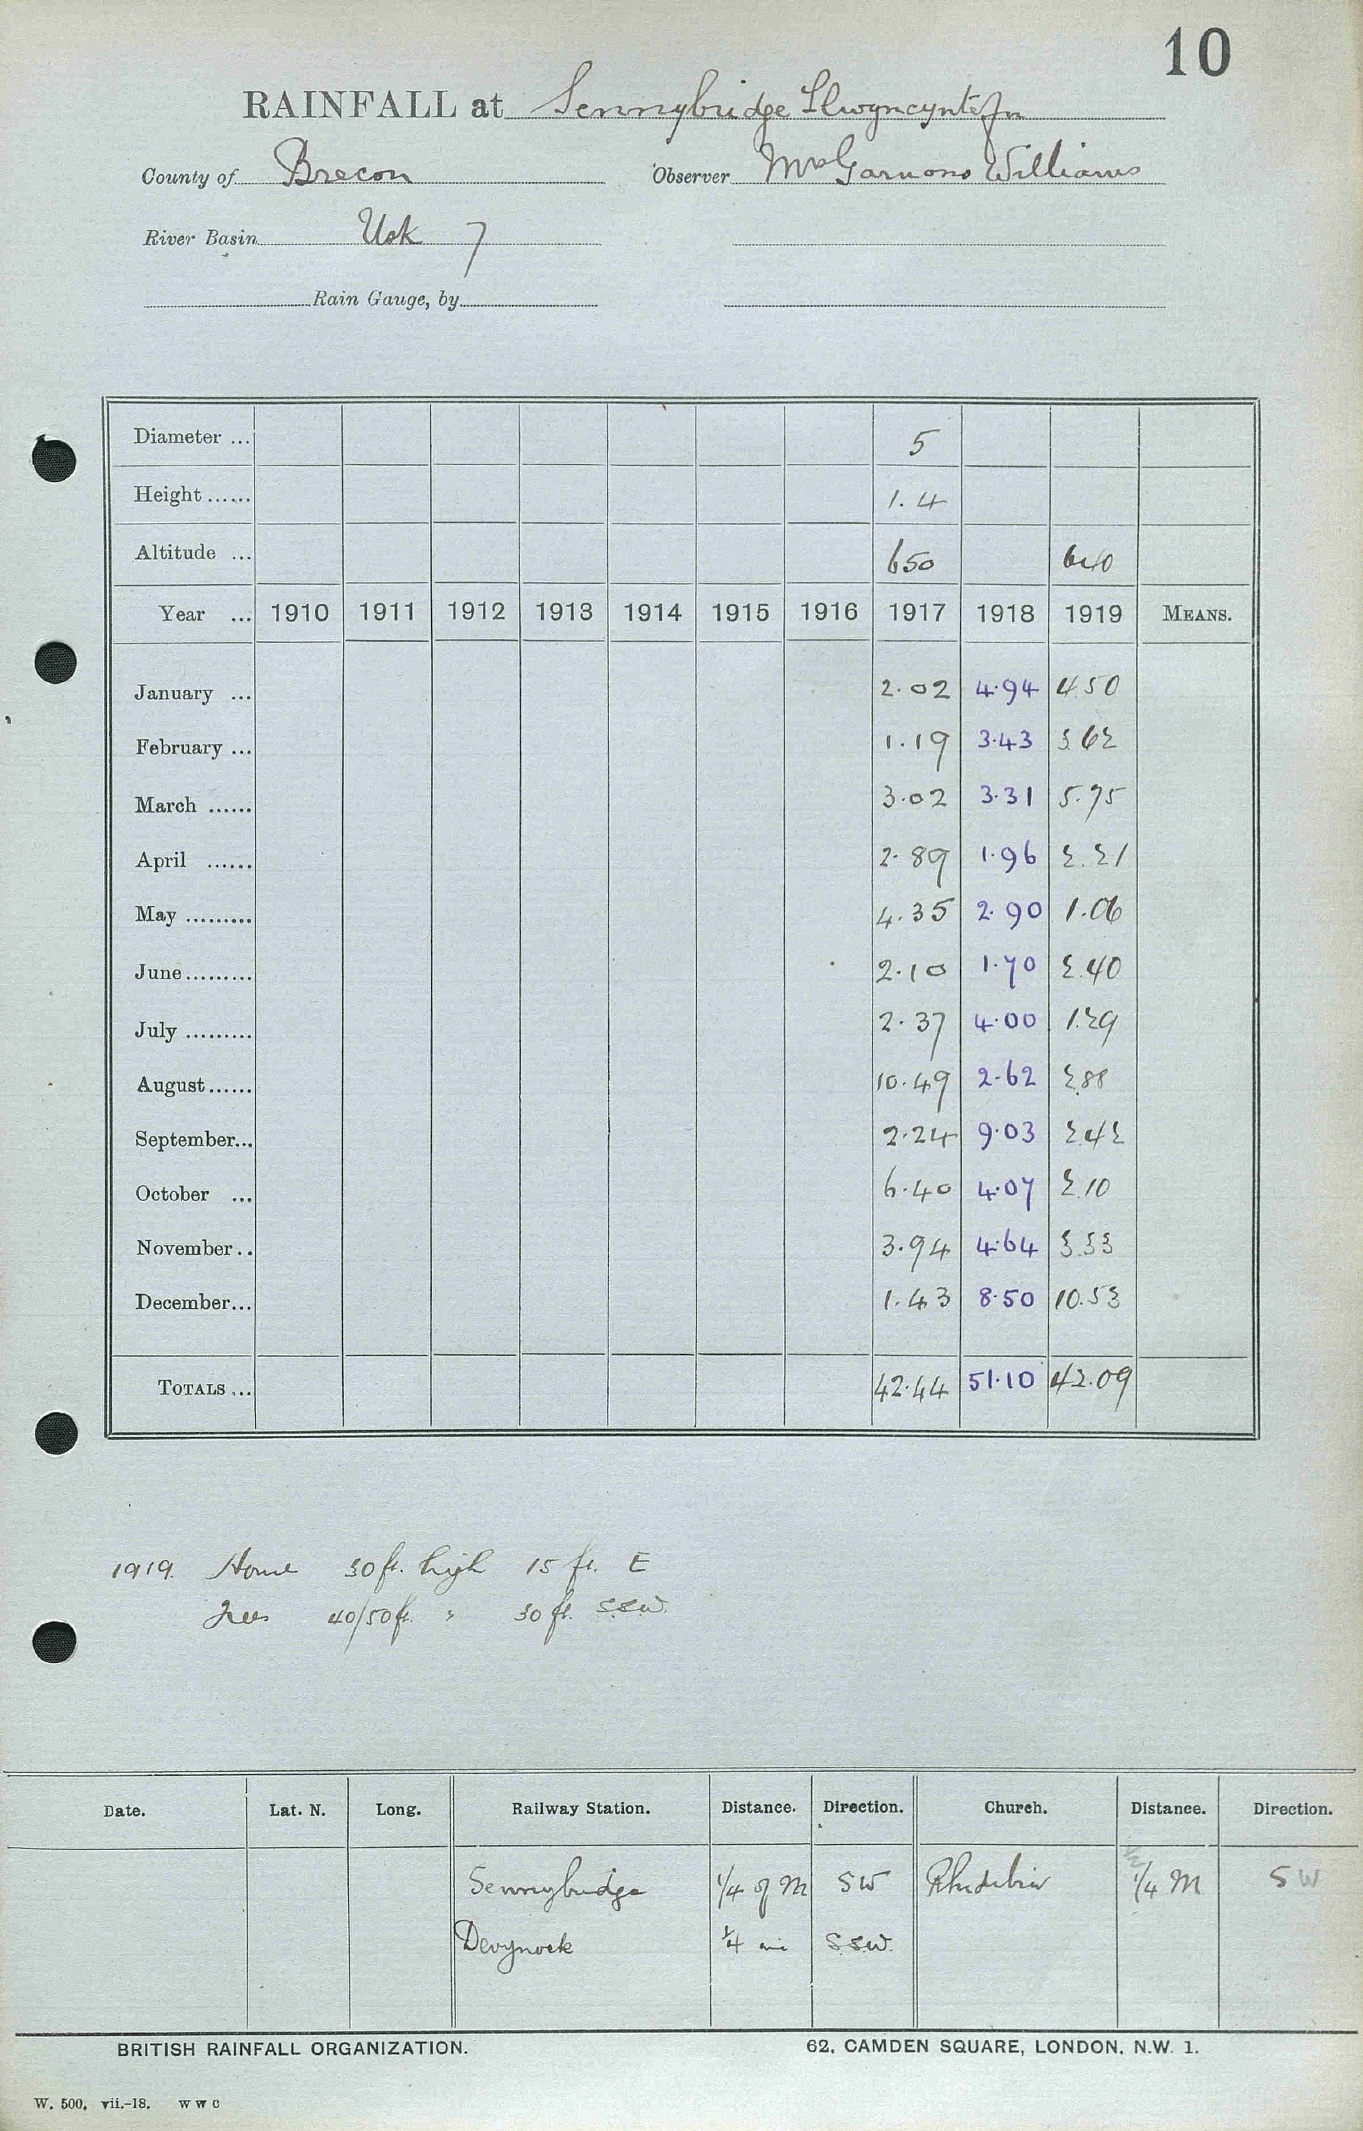 10
RAINFALL at Sennybridge Llwyncyntefyn
County of Brecon Observer Mrs Garnons Williams
River Basin Usk 7
Rain Gauge, by
Diameter ... 5
Height ...... 1.4
Altitude ... 650 640
Year ... 1910 1911 1912 1913 1914 1915 1916 1917 1918 1919 MEANS.
January ... 2.02 4.94 4.50
February ... 1.19 3.43 3.62
March ...... 3.02 3.31 5.75
April ...... 2.89 1.96 2.21
May ......... 4.35 2.90 1.06
June......... 2.10 1.70 2.40
July ......... 2.37 4.00 1.29
August...... 10.49 2.62 2.88
September... 2.24 9.03 2.42
October ... 6.40 4.07 2.10
November.. 3.94 4.64 3.33
December... 1.43 8.50 10.53
TOTALS ... 42.44 51.10 42.09
1919. House 30 ft. high 15 ft. E
Trees 40/50 ft. " 30 ft. S.S.W.
Date. Lat. N. Long. Railway Station. Distance. Direction. Church. Distance. Direction.
Sennybridge 1/4 of M SW 1/4 M SW
Devynock 1/4 mi S.S.W.
BRITISH RAINFALL ORGANIZATION. 62, CAMDEN SQUARE, LONDON, N.W. 1.
W. 500. vii.-18. W W C